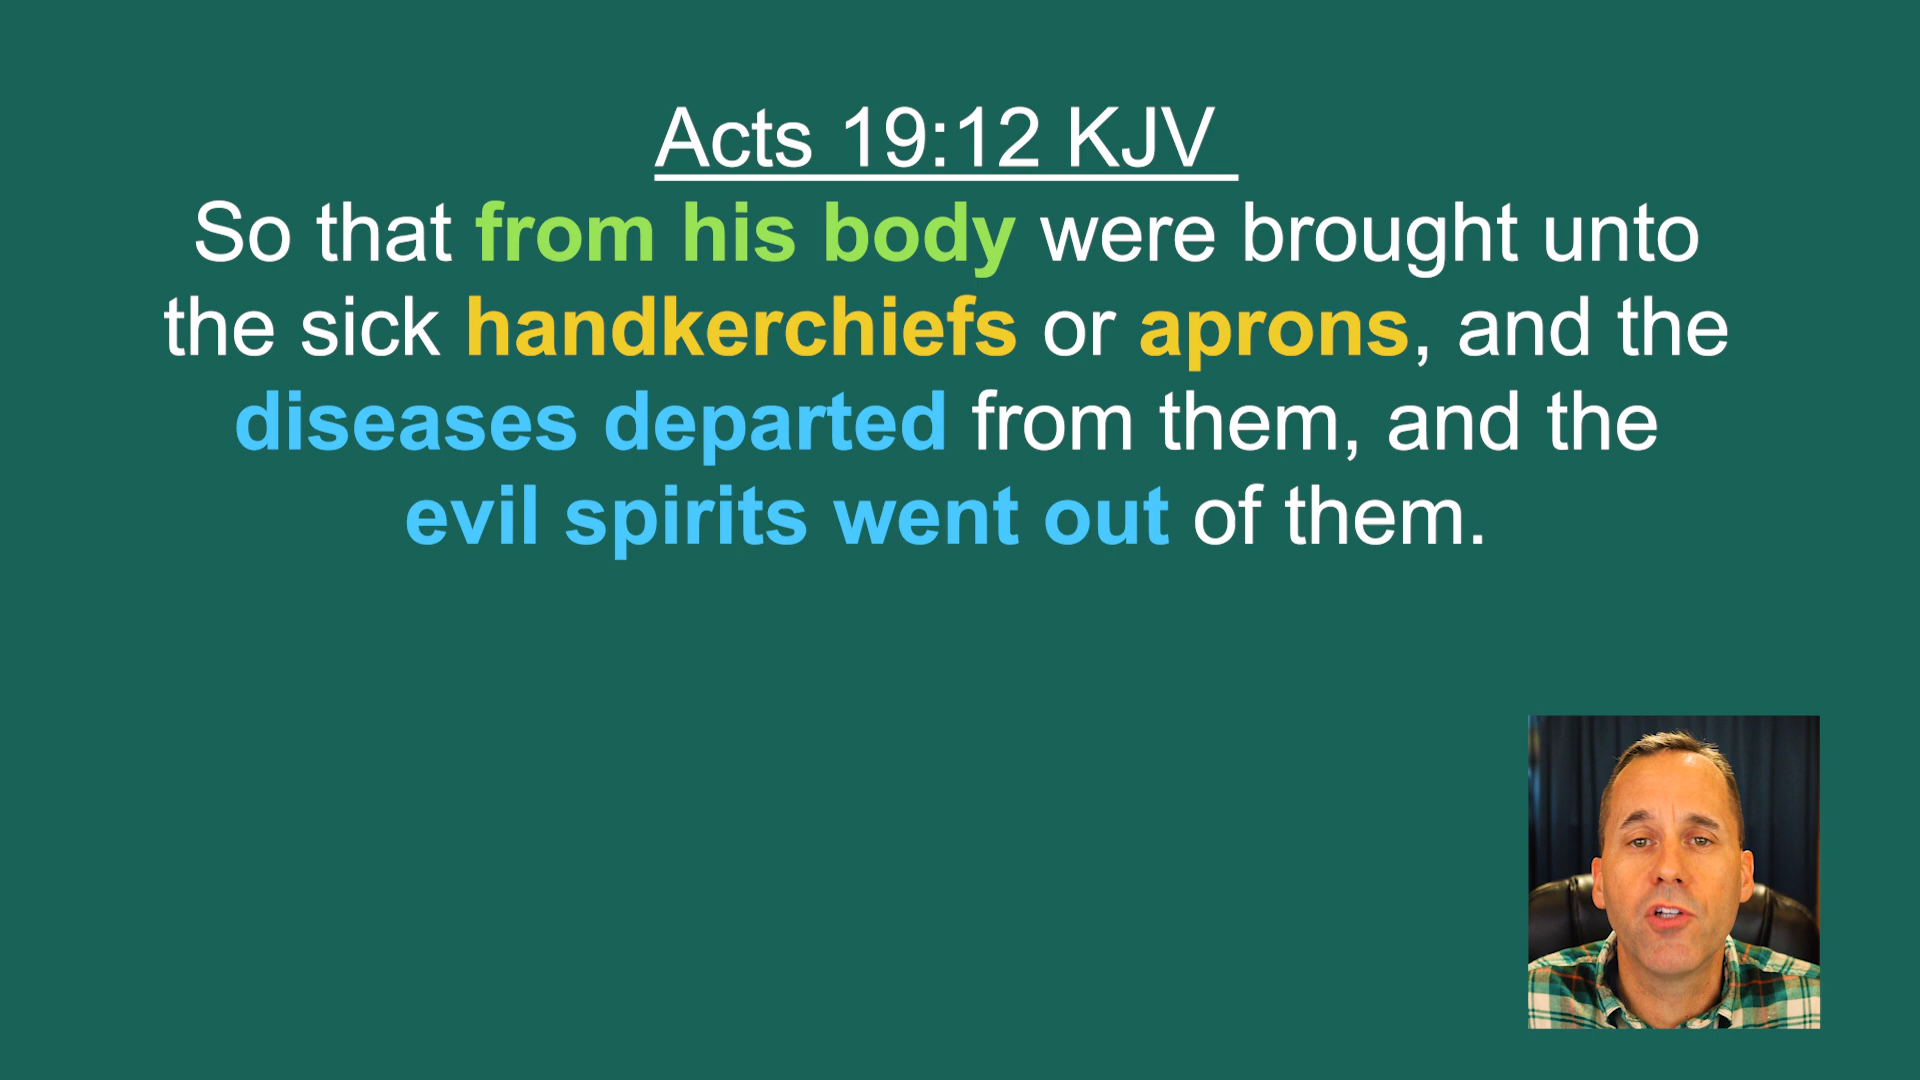 Acts 19:12 KJV
So that from his body were brought unto
the sick handkerchiefs or aprons, and the
diseases departed from them, and the
evil spirits went out of them.